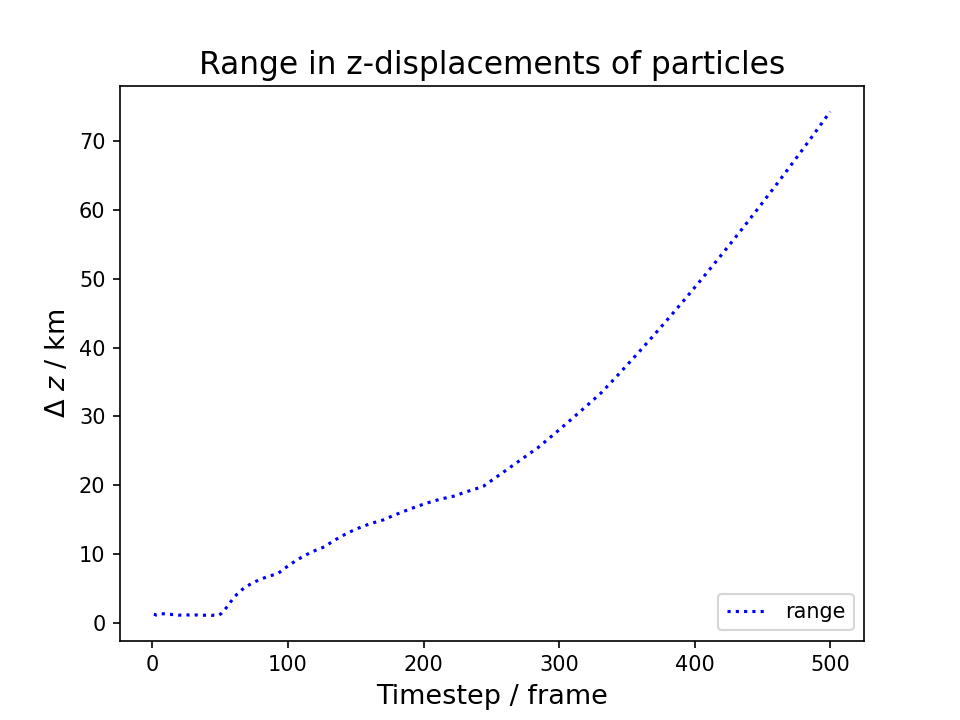 Range in z-displacements of particles
Δ z / km
70
60
50
40
30
20
10
0
range
0 100 200 300 400 500
Timestep / frame